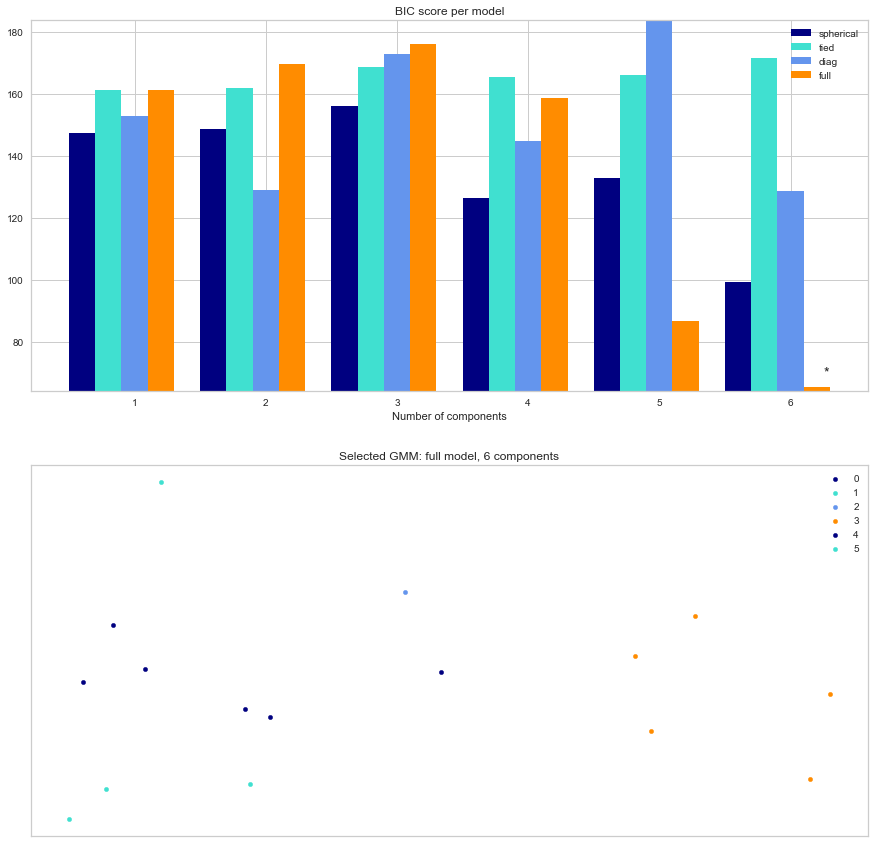 BIC score per model
180
160
140
120
100
80
spherical
tied
diag
full
*
1 2 3 4 5 6
Number of components
Selected GMM: full model, 6 components
0
1
2
3
4
5